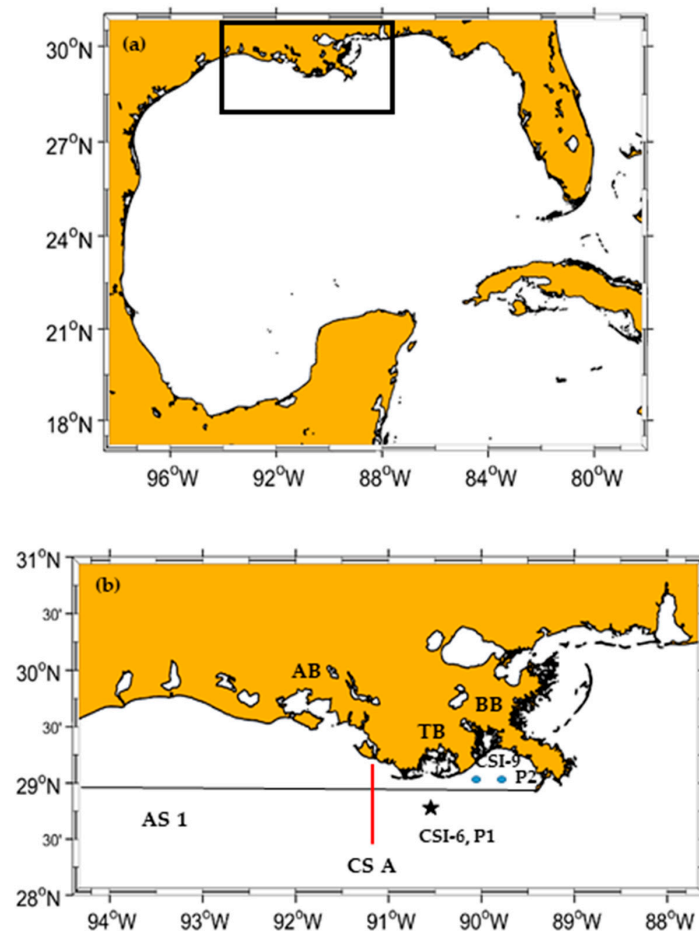 (a)
30°N
27°N
24°N
21°N
18°N
96°W 92°W 88°W 84°W 80°W
(b)
31°N
30'
30°N
30'
29°N
30'
28°N
AB
BB
TB
CSI-9
P2
AS 1
CSI-6, P1
CS A
94°W 93°W 92°W 91°W 90°W 89°W 88°W